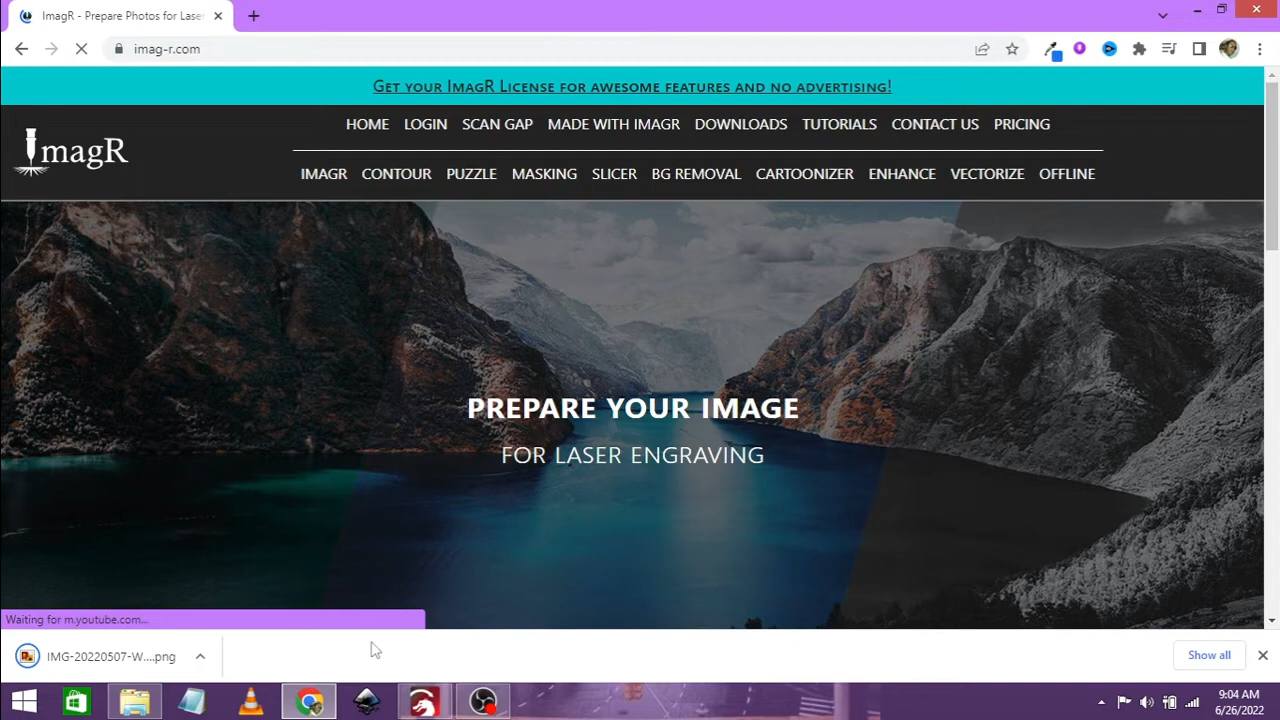 ImagR - Prepare Photos for Laser
imag-r.com
Get your ImagR License for awesome features and no advertising!
ImagR
HOME LOGIN SCAN GAP MADE WITH IMAGR DOWNLOADS TUTORIALS CONTACT US PRICING
IMAGR CONTOUR PUZZLE MASKING SLICER BG REMOVAL CARTOONIZER ENHANCE VECTORIZE OFFLINE
PREPARE YOUR IMAGE
FOR LASER ENGRAVING
Waiting for m.youtube.com...
IMG-20220507-W....png
Show all
9:04 AM
6/26/2022